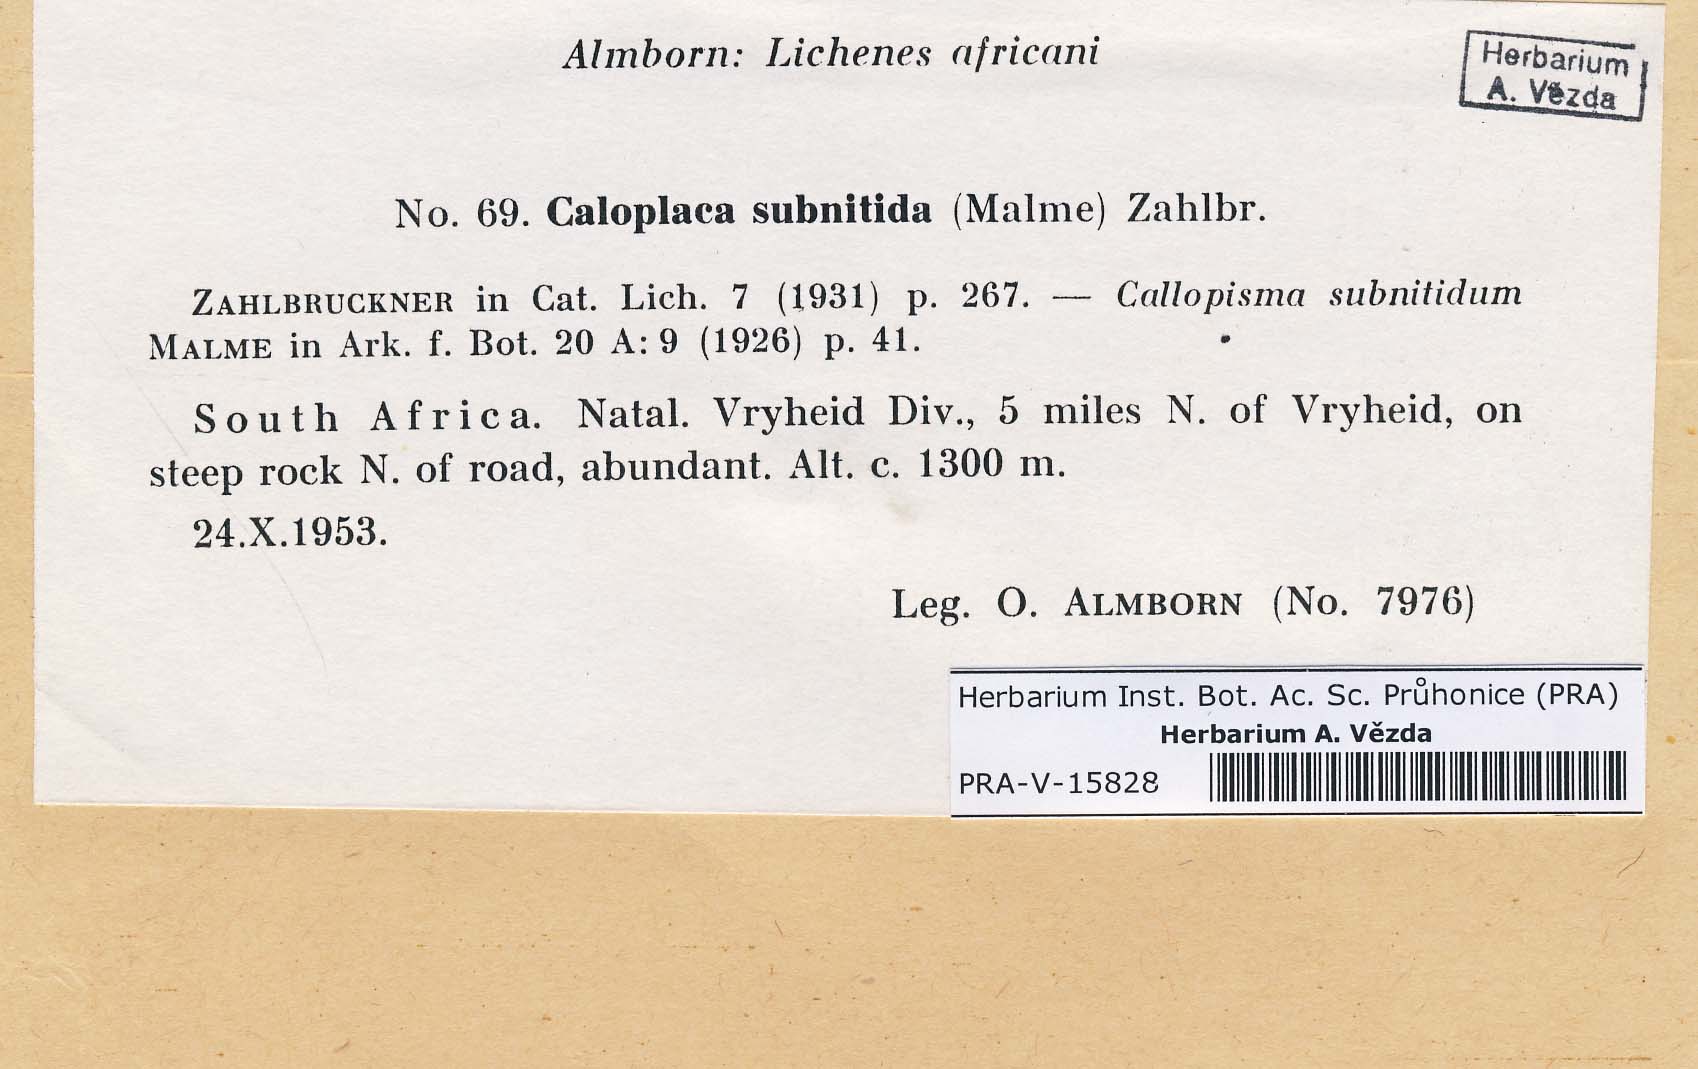 Almborn: Lichenes africani
Herbarium
A. Vězda
No. 69. Caloplaca subnitida (Malme) Zahlbr.
ZAHLBRUCKNER in Cat. Lich. 7 (1931) p. 267. — Callopisma subnitidum
MALME in Ark. f. Bot. 20 A: 9 (1926) p. 41.
South Africa. Natal. Vryheid Div., 5 miles N. of Vryheid, on
steep rock N. of road, abundant. Alt. c. 1300 m.
24.X.1953.
Leg. O. ALMBORN (No. 7976)
Herbarium Inst. Bot. Ac. Sc. Průhonice (PRA)
Herbarium A. Vězda
PRA-V-15828